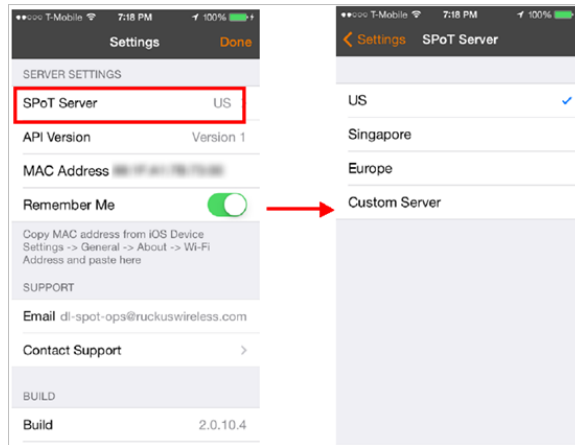 T-Mobile 7:18 PM 100%
Settings Done
SERVER SETTINGS
SPoT Server US
API Version Version 1
MAC Address
Remember Me
Copy MAC address from iOS Device
Settings -> General -> About -> Wi-Fi
Address and paste here
SUPPORT
Email dl-spot-ops@ruckuswireless.com
Contact Support
BUILD
Build 2.0.10.4
T-Mobile 7:18 PM 100%
Settings SPoT Server
US
Singapore
Europe
Custom Server